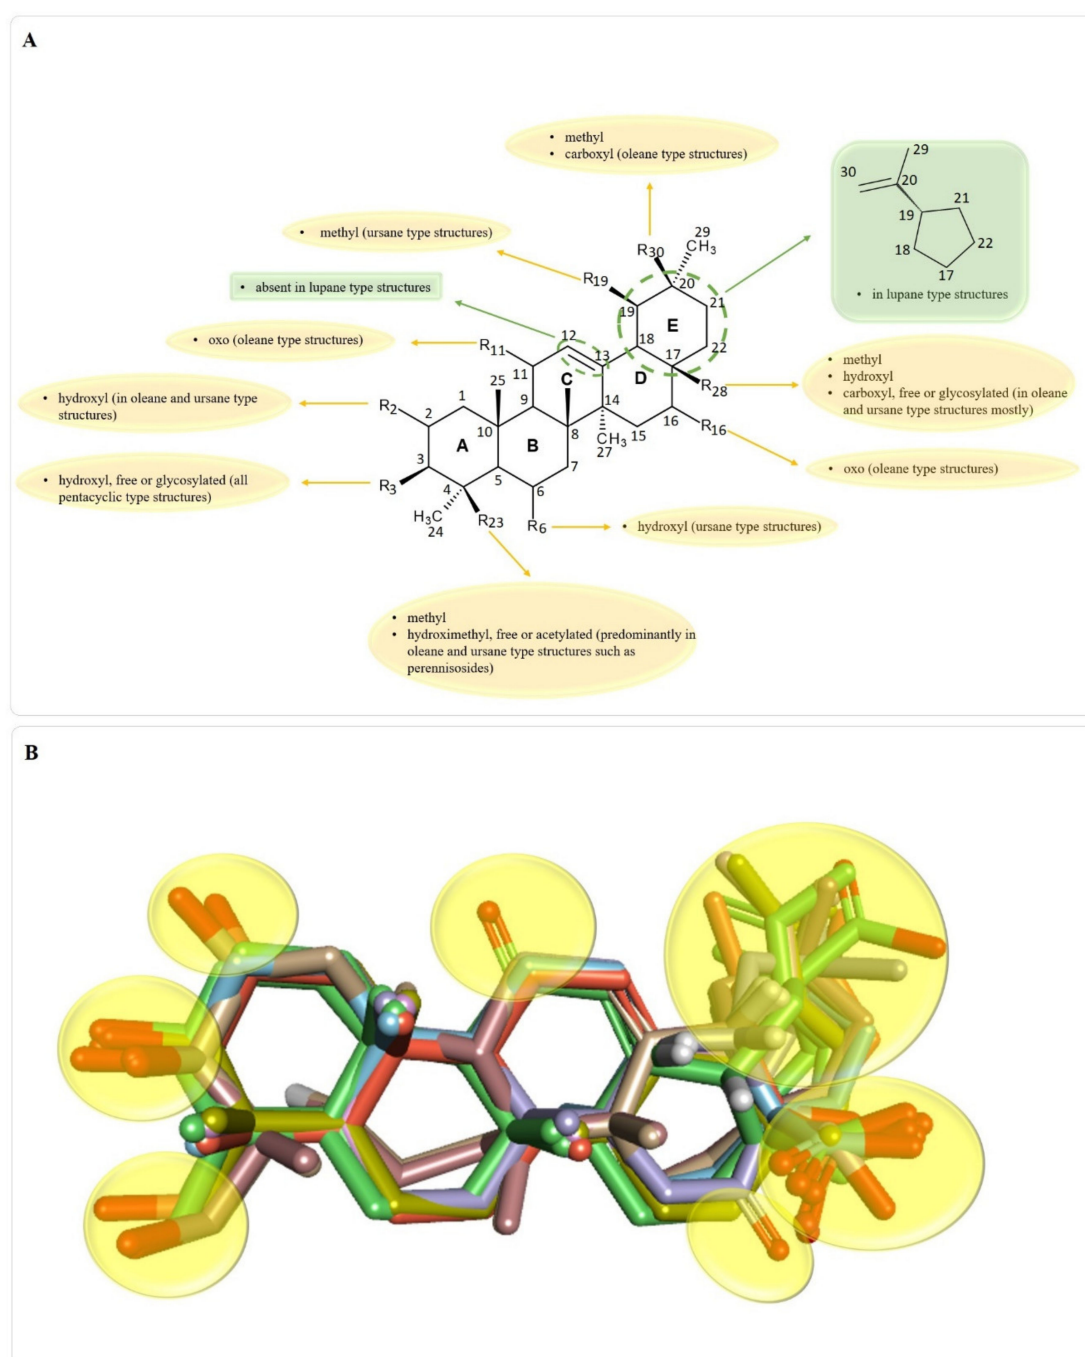 A
• methyl
• carboxyl (oleane type structures)
29
30
20
19
21
18
22
17
• in lupane type structures
• methyl (ursane type structures)
R30
29
CH3
R19
20
• absent in lupane type structures
19
21
E
12
18
22
13
17
• oxo (oleane type structures)
R11
11
C
D
R28
• methyl
• hydroxyl
• carboxyl, free or glycosylated (in oleane
and ursane type structures mostly)
25
• hydroxyl (in oleane and ursane type
structures)
R2
1
2
9
14
16
10
8
R16
A
B
CH3
27
15
• hydroxyl, free or glycosylated (all
pentacyclic type structures)
3
R3
4
5
7
6
• oxo (oleane type structures)
H3C
24
R23
R6
• hydroxyl (ursane type structures)
• methyl
• hydroximethyl, free or acetylated (predominantly in
oleane and ursane type structures such as
perennisosides)
B